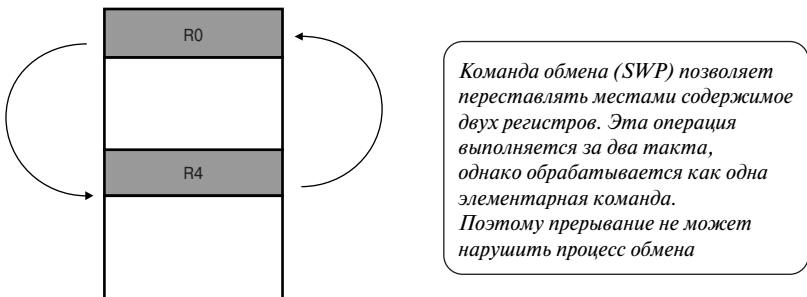 R0
R4
Команда обмена (SWP) позволяет
переставлять местами содержимое
двух регистров. Эта операция
выполняется за два такта,
однако обрабатывается как одна
элементарная команда.
Поэтому прерывание не может
нарушить процесс обмена